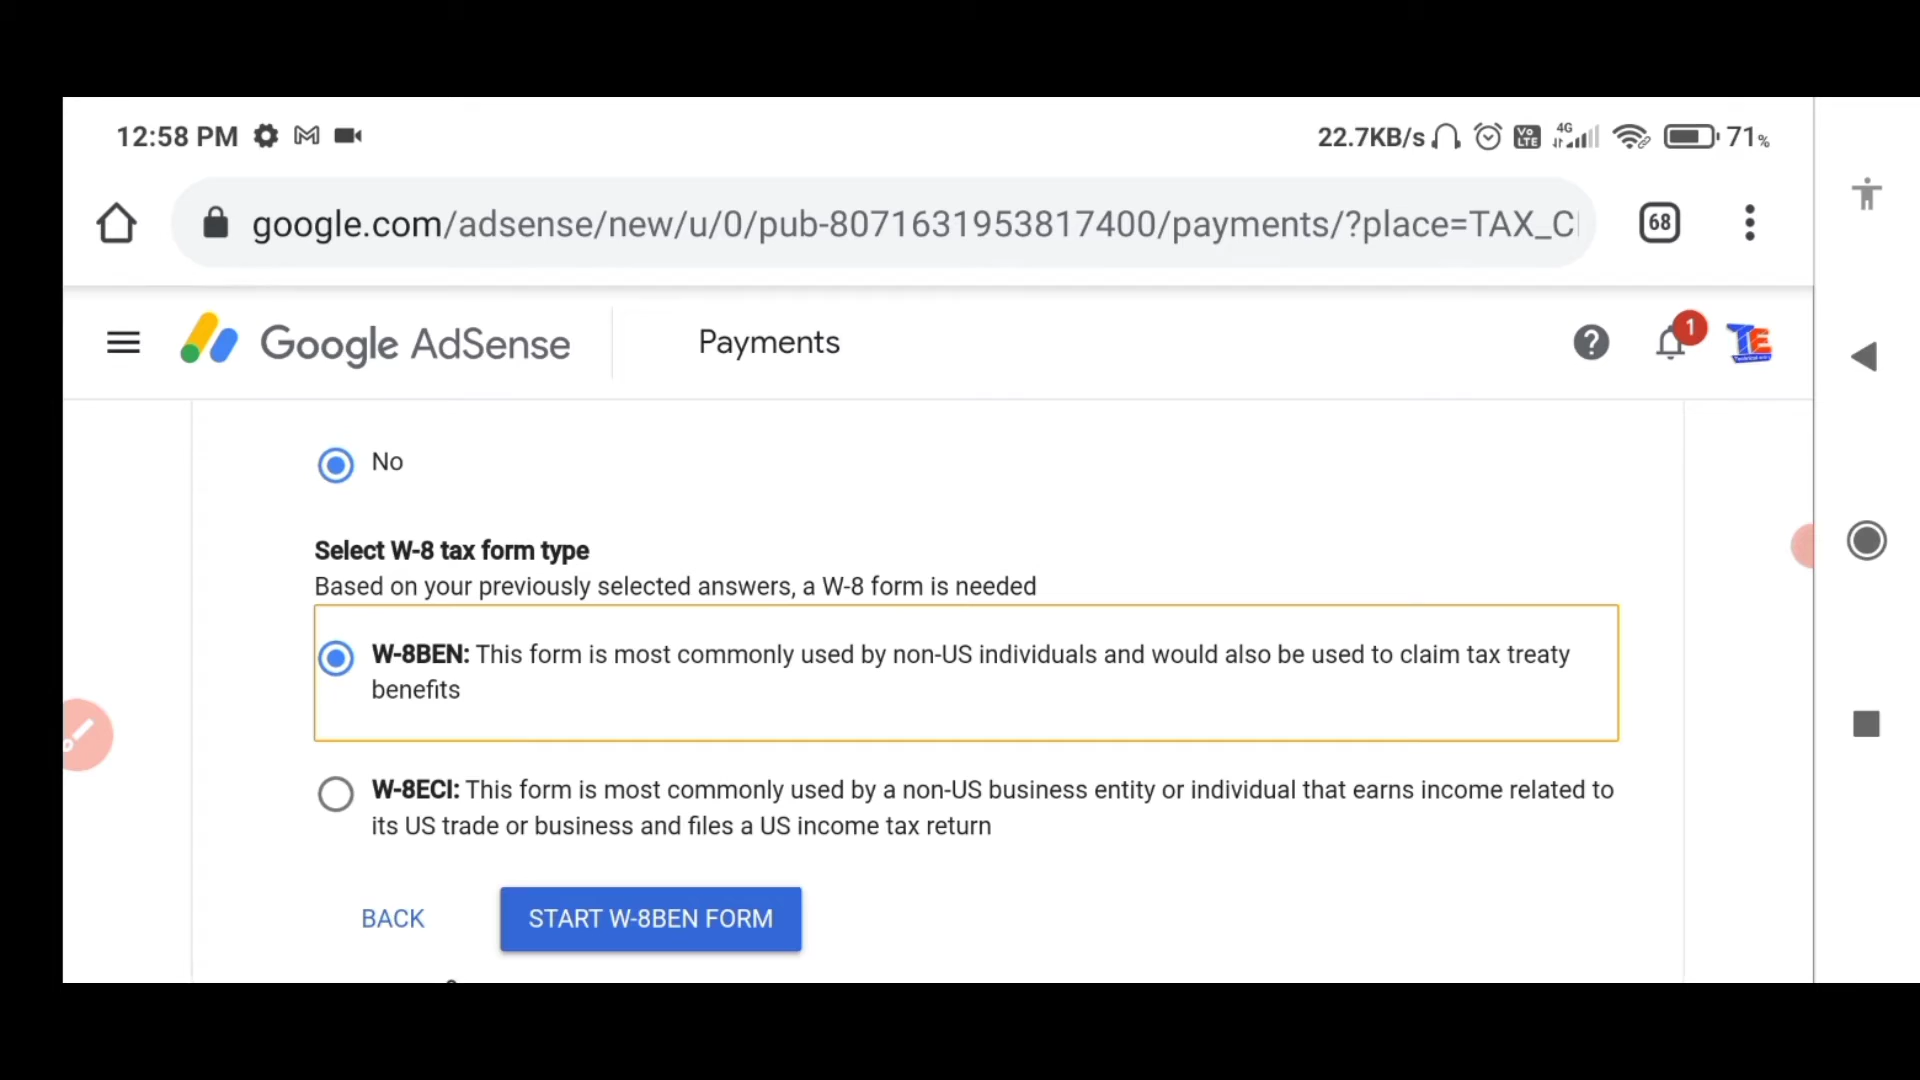 12:58 PM 22.7KB/s Vo LTE 4G 71%
google.com/adsense/new/u/0/pub-8071631953817400/payments/?place=TAX_C 68
Google AdSense Payments 1 TE
No
Select W-8 tax form type
Based on your previously selected answers, a W-8 form is needed
W-8BEN: This form is most commonly used by non-US individuals and would also be used to claim tax treaty
benefits
W-8ECI: This form is most commonly used by a non-US business entity or individual that earns income related to
its US trade or business and files a US income tax return
BACK START W-8BEN FORM